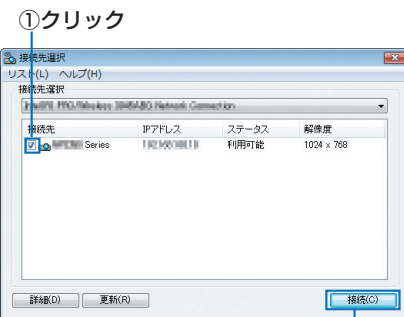 ①クリック
接続先選択
リスト(L) ヘルプ(H)
接続先選択
接続先 IPアドレス ステータス 解像度
Series 利用可能 1024 x 768
詳細(D) 更新(R) 接続(C)